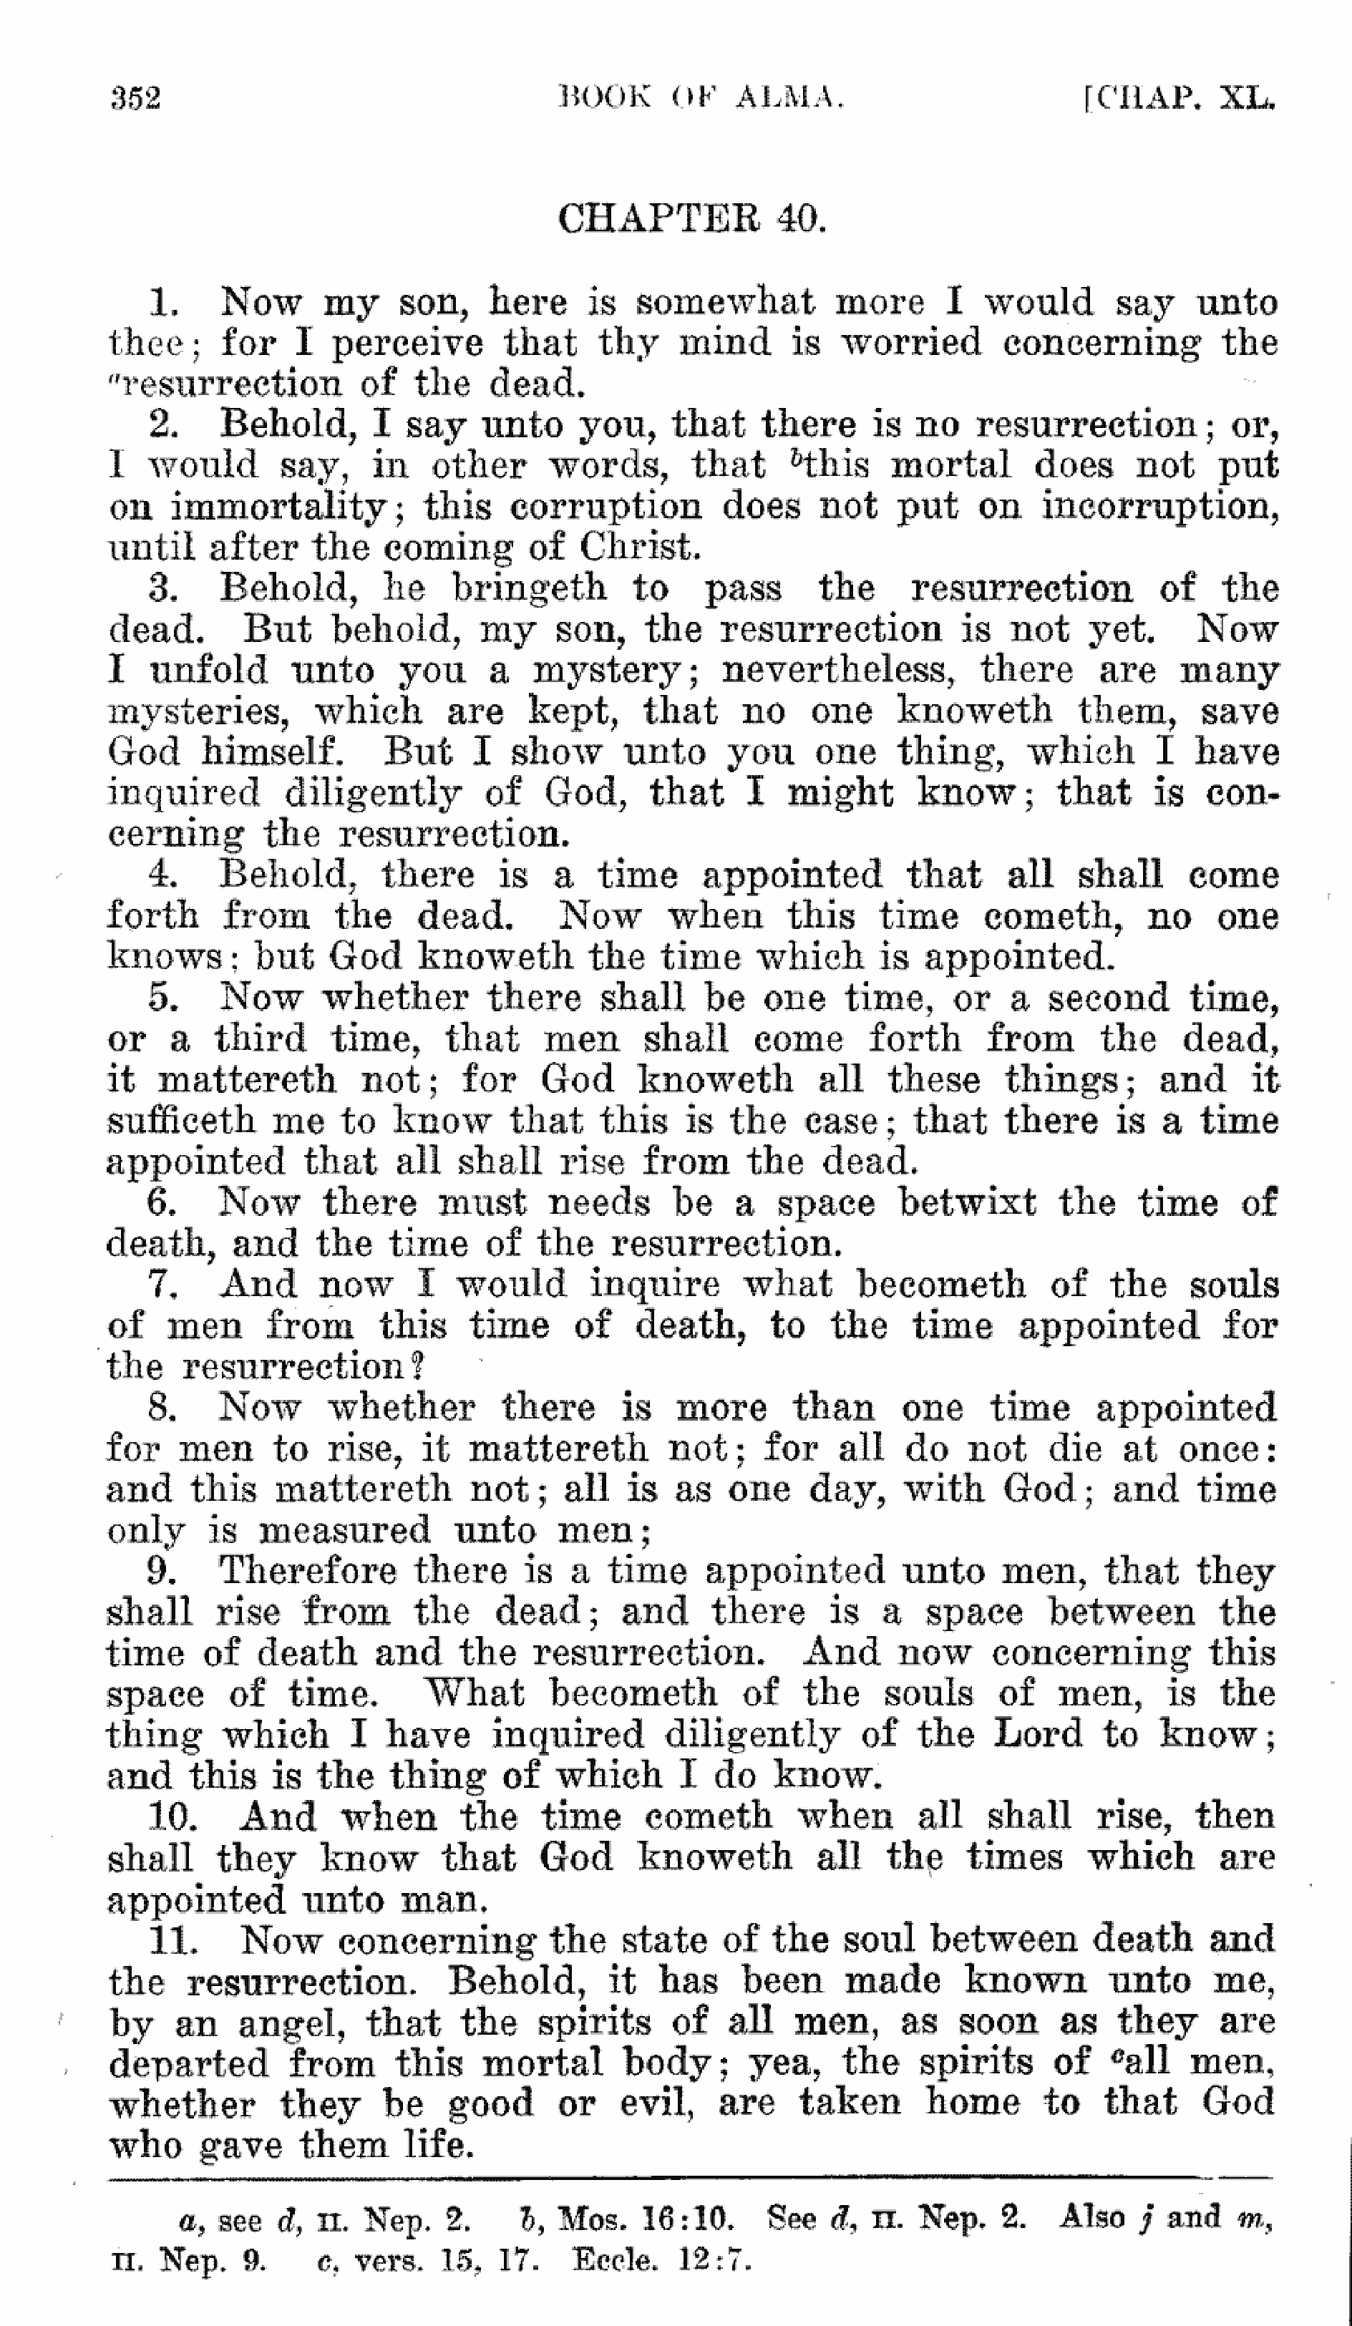 352 BOOK OF ALMA. [CHAP. XL.
CHAPTER 40.
1. Now my son, here is somewhat more I would say unto
thee; for I perceive that thy mind is worried concerning the
ᵃresurrection of the dead.
2. Behold, I say unto you, that there is no resurrection; or,
I would say, in other words, that ᵇthis mortal does not put
on immortality; this corruption does not put on incorruption,
until after the coming of Christ.
3. Behold, he bringeth to pass the resurrection of the
dead. But behold, my son, the resurrection is not yet. Now
I unfold unto you a mystery; nevertheless, there are many
mysteries, which are kept, that no one knoweth them, save
God himself. But I show unto you one thing, which I have
inquired diligently of God, that I might know; that is con-
cerning the resurrection.
4. Behold, there is a time appointed that all shall come
forth from the dead. Now when this time cometh, no one
knows: but God knoweth the time which is appointed.
5. Now whether there shall be one time, or a second time,
or a third time, that men shall come forth from the dead,
it mattereth not; for God knoweth all these things; and it
sufficeth me to know that this is the case; that there is a time
appointed that all shall rise from the dead.
6. Now there must needs be a space betwixt the time of
death, and the time of the resurrection.
7. And now I would inquire what becometh of the souls
of men from this time of death, to the time appointed for
the resurrection?
8. Now whether there is more than one time appointed
for men to rise, it mattereth not; for all do not die at once:
and this mattereth not; all is as one day, with God; and time
only is measured unto men;
9. Therefore there is a time appointed unto men, that they
shall rise from the dead; and there is a space between the
time of death and the resurrection. And now concerning this
space of time. What becometh of the souls of men, is the
thing which I have inquired diligently of the Lord to know;
and this is the thing of which I do know.
10. And when the time cometh when all shall rise, then
shall they know that God knoweth all the times which are
appointed unto man.
11. Now concerning the state of the soul between death and
the resurrection. Behold, it has been made known unto me,
by an angel, that the spirits of all men, as soon as they are
departed from this mortal body; yea, the spirits of ᶜall men,
whether they be good or evil, are taken home to that God
who gave them life.
a, see d, II. Nep. 2. b, Mos. 16:10. See d, II. Nep. 2. Also j and m,
II. Nep. 9. c, vers. 15, 17. Eccle. 12:7.